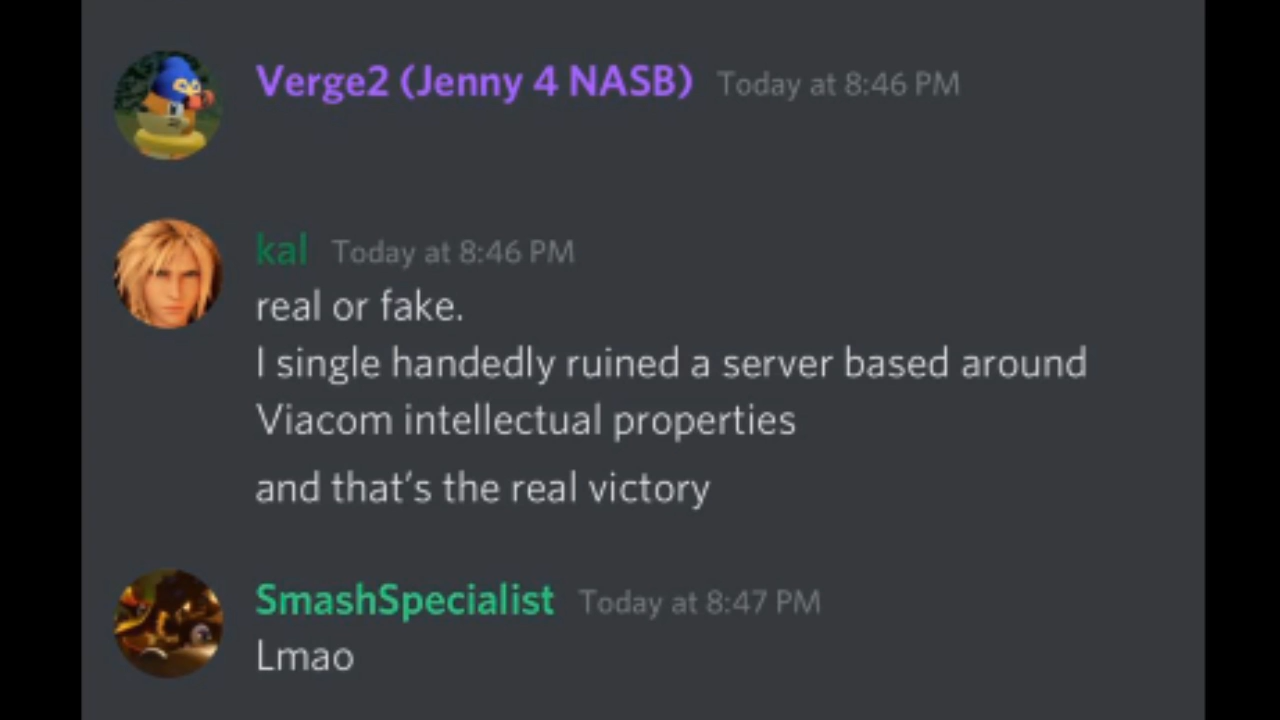 Verge2 (Jenny 4 NASB) Today at 8:46 PM
kal Today at 8:46 PM
real or fake.
I single handedly ruined a server based around
Viacom intellectual properties
and that's the real victory
SmashSpecialist Today at 8:47 PM
Lmao